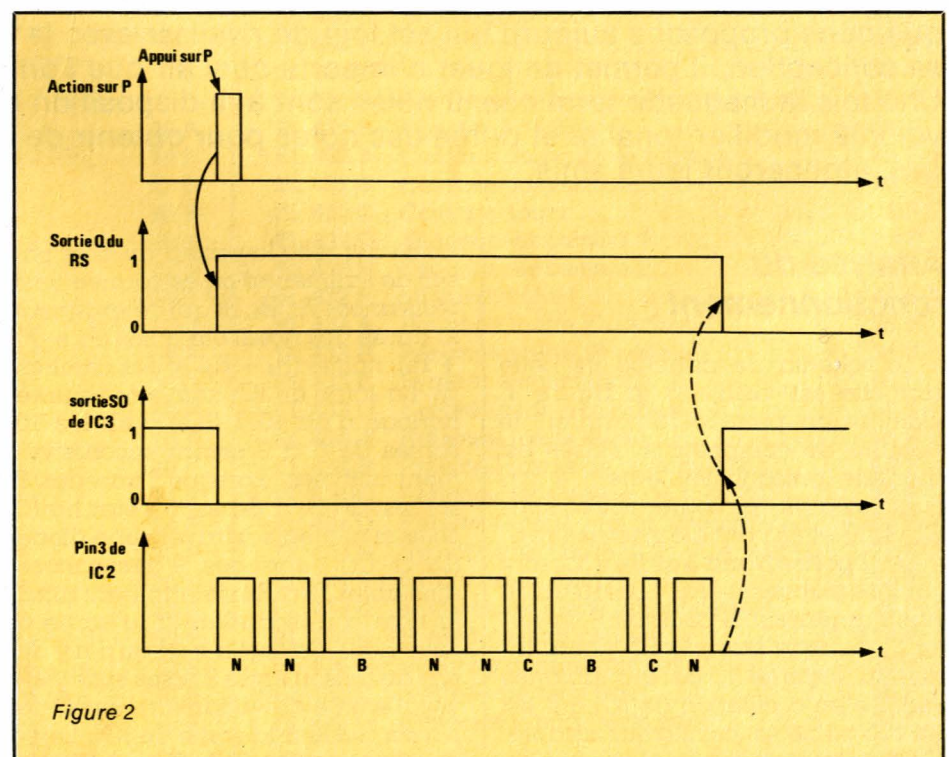 Appui sur P
Action sur P
t
Sortie Q du
RS
1
0
t
sortie SO
de IC3
1
0
t
Pin3 de
IC2
t
N N B N N C B C N
Figure 2